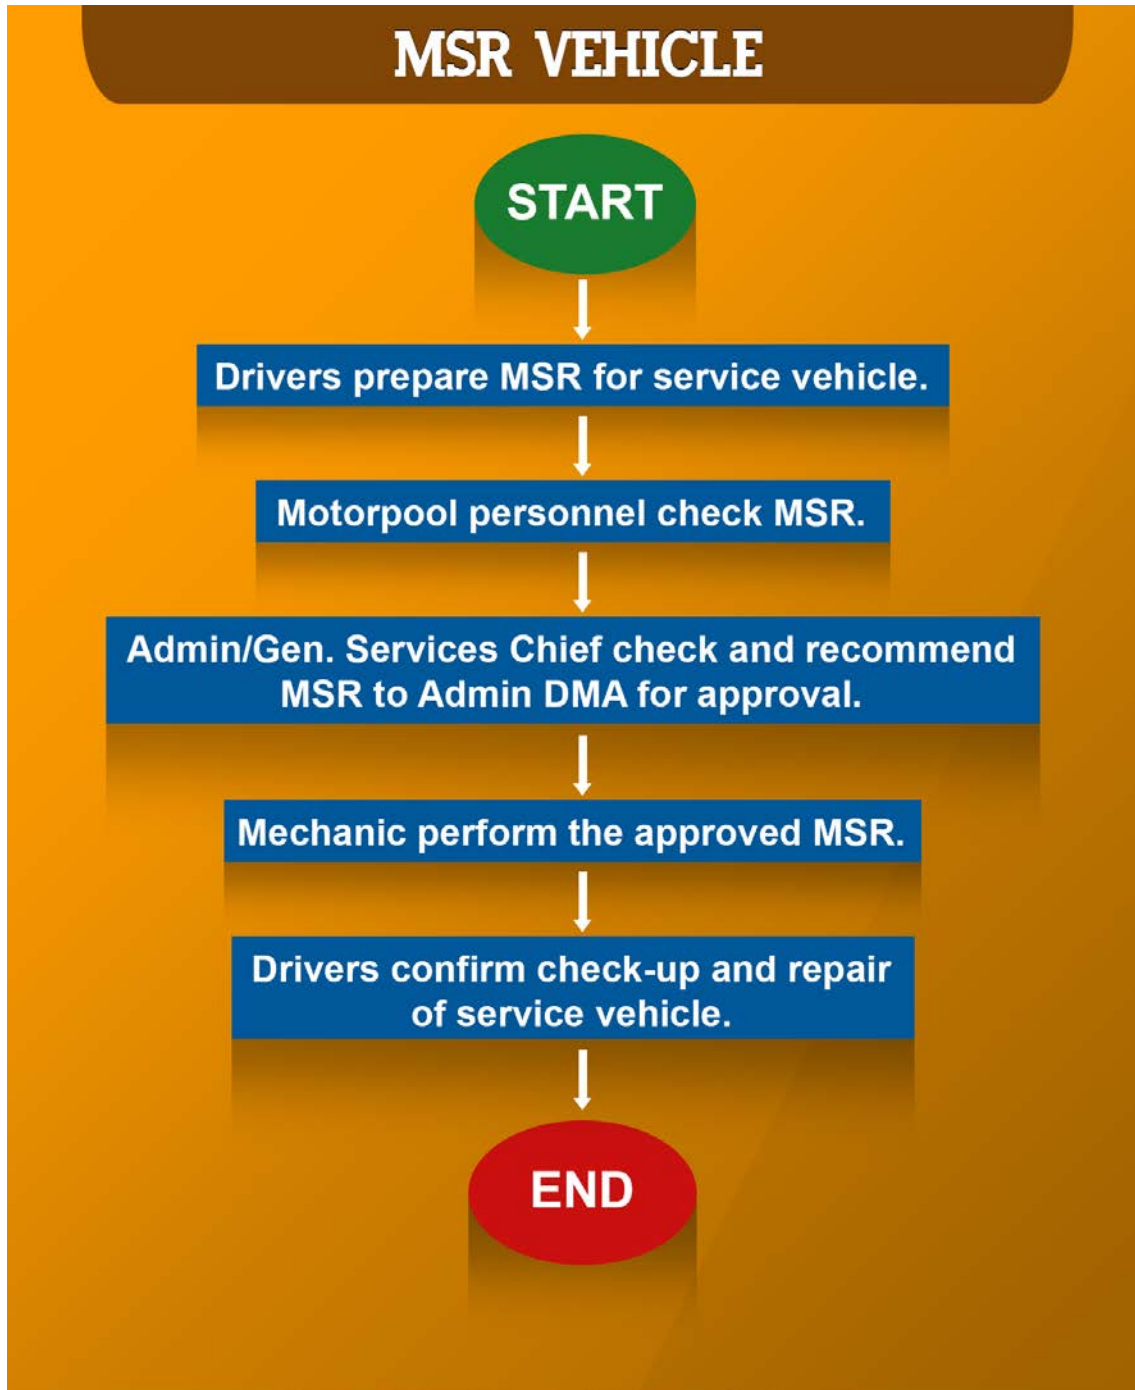 MSR VEHICLE
START
Drivers prepare MSR for service vehicle.
Motorpool personnel check MSR.
Admin/Gen. Services Chief check and recommend
MSR to Admin DMA for approval.
Mechanic perform the approved MSR.
Drivers confirm check-up and repair
of service vehicle.
END